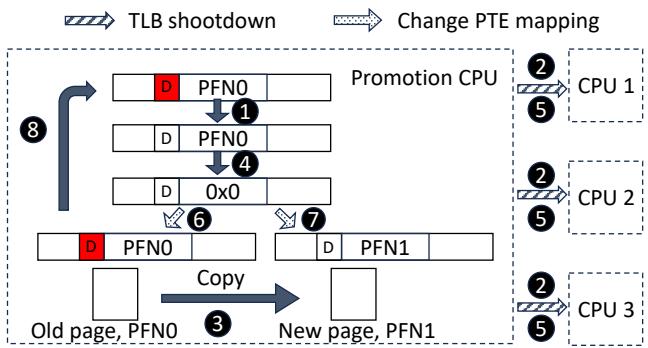 TLB shootdown
Change PTE mapping
Promotion CPU
D PFN0
1
D PFN0
4
D 0x0
6
7
8
D PFN0
D PFN1
Copy
3
Old page, PFN0
New page, PFN1
2
5
CPU 1
2
5
CPU 2
2
5
CPU 3